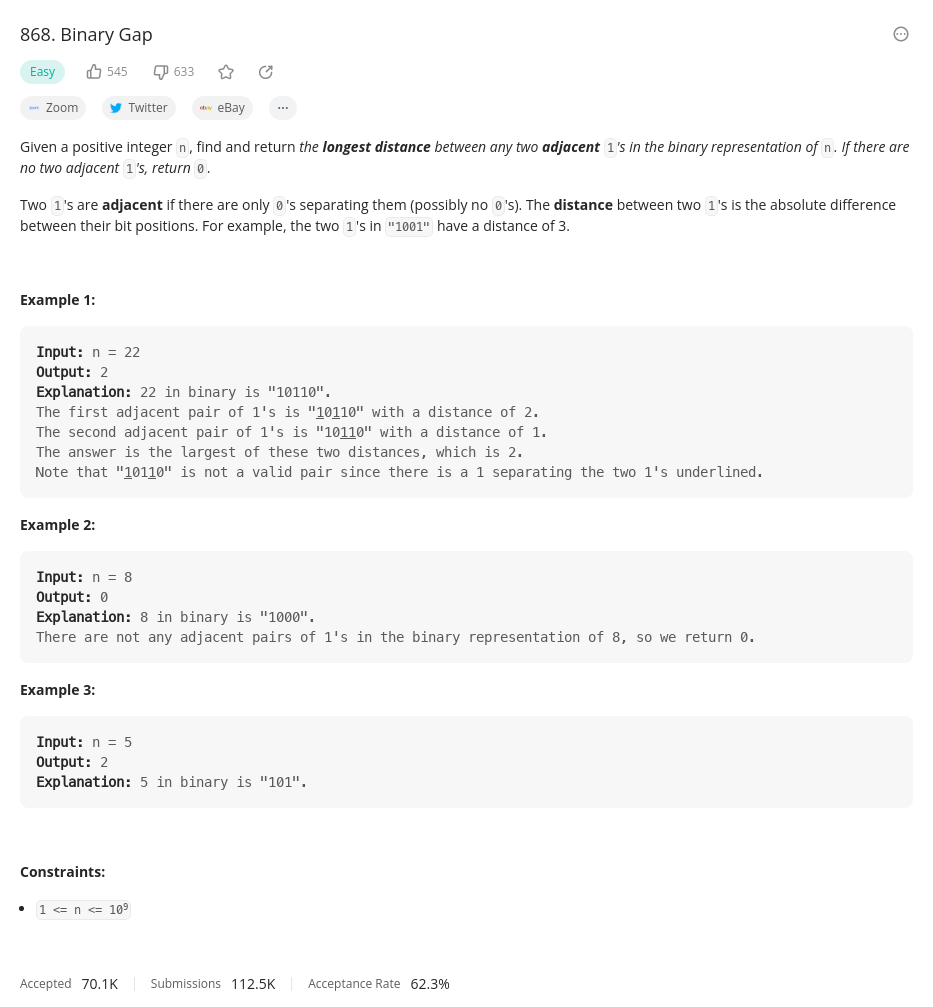 868. Binary Gap
Easy 545 633
Zoom Twitter ebay eBay
Given a positive integer n, find and return the longest distance between any two adjacent 1's in the binary representation of n. If there are
no two adjacent 1's, return 0.
Two 1's are adjacent if there are only 0's separating them (possibly no 0's). The distance between two 1's is the absolute difference
between their bit positions. For example, the two 1's in "1001" have a distance of 3.
Example 1:
Input: n = 22
Output: 2
Explanation: 22 in binary is "10110".
The first adjacent pair of 1's is "10110" with a distance of 2.
The second adjacent pair of 1's is "10110" with a distance of 1.
The answer is the largest of these two distances, which is 2.
Note that "10110" is not a valid pair since there is a 1 separating the two 1's underlined.
Example 2:
Input: n = 8
Output: 0
Explanation: 8 in binary is "1000".
There are not any adjacent pairs of 1's in the binary representation of 8, so we return 0.
Example 3:
Input: n = 5
Output: 2
Explanation: 5 in binary is "101".
Constraints:
• 1 <= n <= 10⁹
Accepted 70.1K Submissions 112.5K Acceptance Rate 62.3%